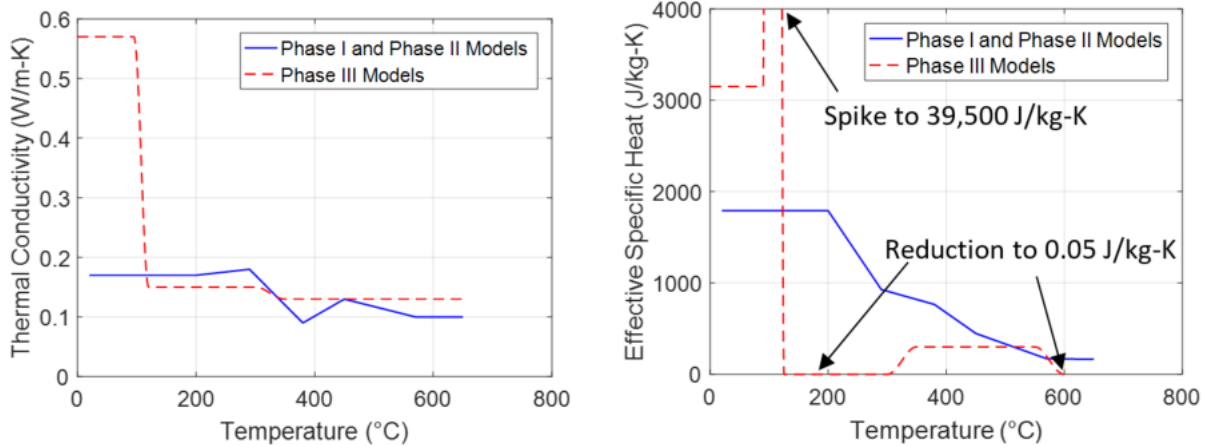 Thermal Conductivity (W/m-K)
0.6
0.5
0.4
0.3
0.2
0.1
0
0
200
400
600
800
Temperature (°C)
Phase I and Phase II Models
Phase III Models
Effective Specific Heat (J/kg-K)
4000
3000
2000
1000
0
0
200
400
600
800
Temperature (°C)
Phase I and Phase II Models
Phase III Models
Spike to 39,500 J/kg-K
Reduction to 0.05 J/kg-K